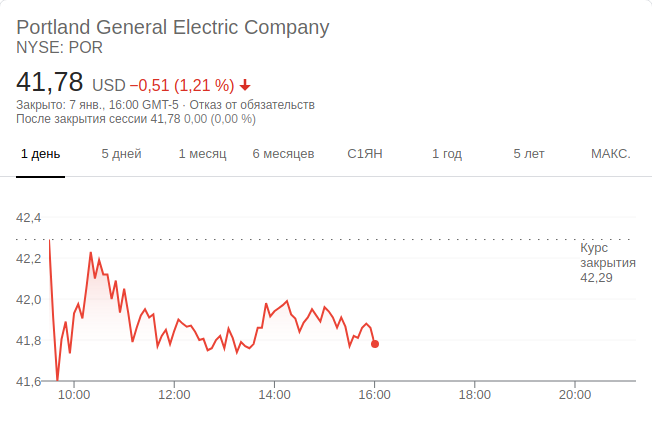 Portland General Electric Company
NYSE: POR
41,78 USD −0,51 (1,21 %)
Закрыто: 7 янв., 16:00 GMT-5 · Отказ от обязательств
После закрытия сессии 41,78 0,00 (0,00 %)
1 день 5 дней 1 месяц 6 месяцев С1ЯН 1 год 5 лет МАКС.
42,4
42,2
42,0
41,8
41,6
Курс
закрытия
42,29
10:00 12:00 14:00 16:00 18:00 20:00